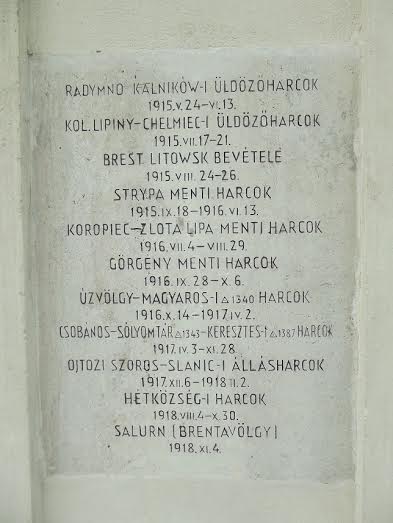 RADYMNO KALNIKÓW-I ÜLDÖZŐHARCOK
1915.V.24-VI.13.
KOL. LIPINY-CHELMIEC-I ÜLDÖZŐHARCOK
1915.VII.17-21.
BREST LITOWSK BEVÉTELE
1915.VIII.24-26.
STRYPA MENTI HARCOK
1915.IX.18-1916.VI.13.
KOROPIEC-ZLOTA LIPA MENTI HARCOK
1916.VII.4-VIII.29.
GÖRGÉNY MENTI HARCOK
1916.IX.28-X.6.
ÚZVÖLGY-MAGYARÓS-I △1340 HARCOK
1916.X.14-1917.IV.2.
CSOBÁNOS-SÓLYOMTÁR △1343-KERESZTES-I △1387 HARCOK
1917.IV.3-XI.28.
OJTOZI SZOROS-SLANIC-I ÁLLÁSHARCOK
1917.XII.6-1918.II.2.
HÉTKÖZSÉG-I HARCOK
1918.VIII.4-X.30.
SALURN (BRENTAVÖLGY)
1918.XI.4.